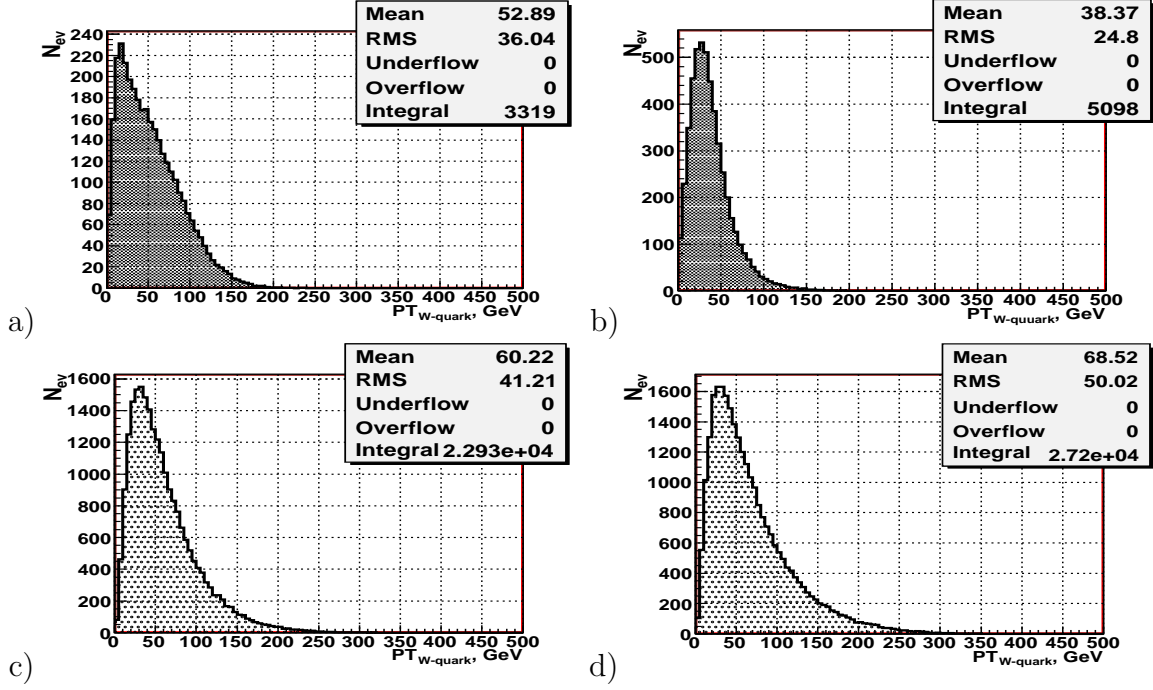 Mean 52.89
RMS 36.04
Underflow 0
Overflow 0
Integral 3319
N_ev
240
220
200
180
160
140
120
100
80
60
40
20
0
0 50 100 150 200 250 300 350 400 450 500
PT_W-quark, GeV
a)
Mean 38.37
RMS 24.8
Underflow 0
Overflow 0
Integral 5098
N_ev
500
400
300
200
100
0
0 50 100 150 200 250 300 350 400 450 500
PT_W-quuark, GeV
b)
Mean 60.22
RMS 41.21
Underflow 0
Overflow 0
Integral 2.293e+04
N_ev
1600
1400
1200
1000
800
600
400
200
0
0 50 100 150 200 250 300 350 400 450 500
PT_W-quark, GeV
c)
Mean 68.52
RMS 50.02
Underflow 0
Overflow 0
Integral 2.72e+04
N_ev
1600
1400
1200
1000
800
600
400
200
0
0 50 100 150 200 250 300 350 400 450 500
PT_W-quark, GeV
d)